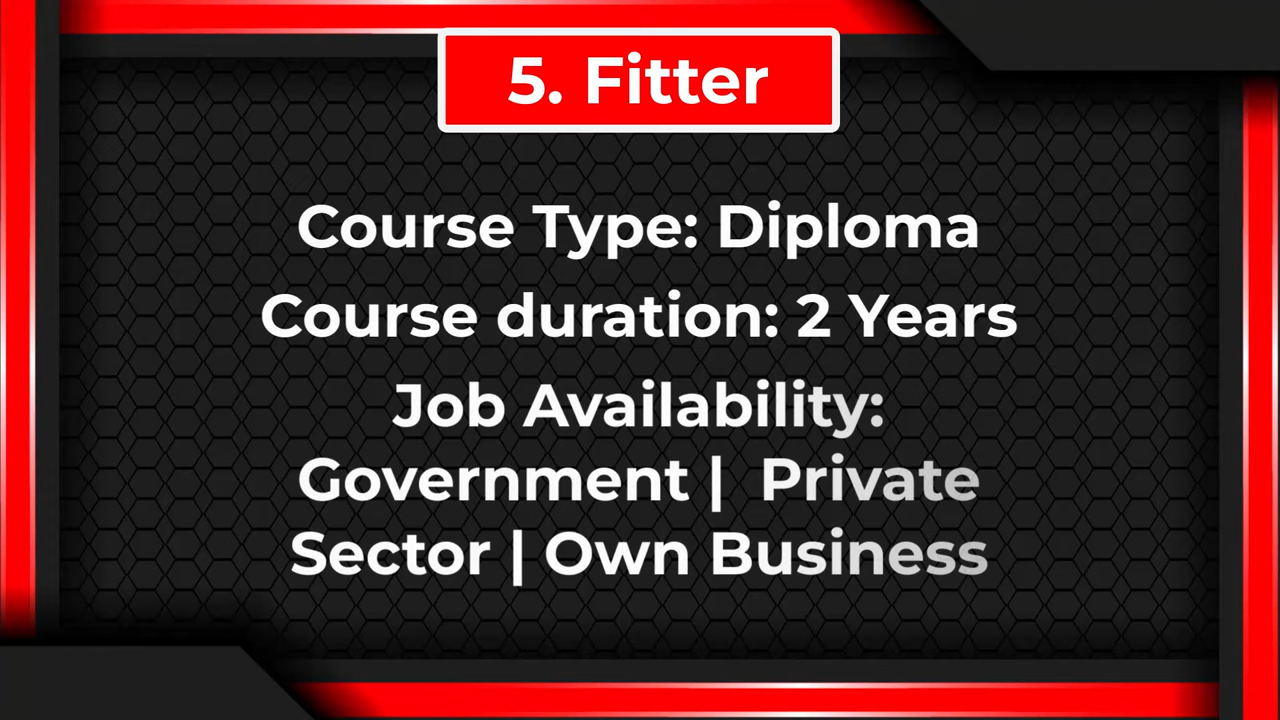 5. Fitter
Course Type: Diploma
Course duration: 2 Years
Job Availability:
Government |  Private
Sector | Own Business